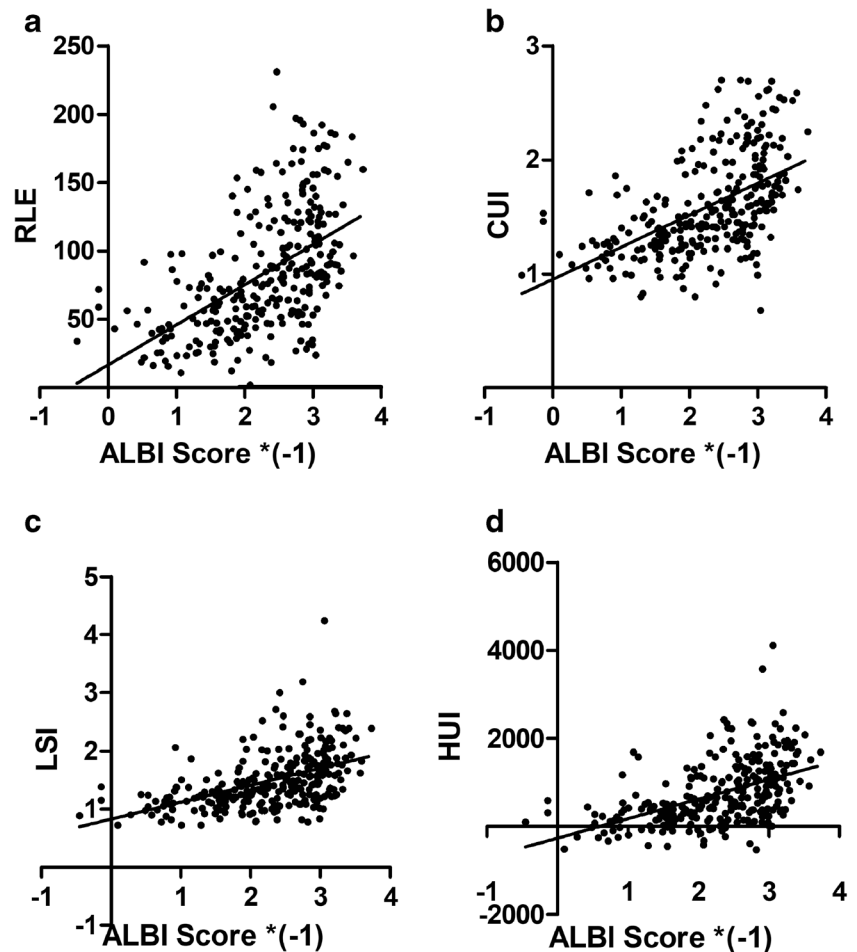 a
250
200
150
100
50
RLE
-1 0 1 2 3 4
ALBI Score *(-1)
b
3
2
1
CUI
-1 0 1 2 3 4
ALBI Score *(-1)
c
5
4
3
2
1
-1
LSI
-1 1 2 3 4
ALBI Score *(-1)
d
6000
4000
2000
-2000
HUI
-1 1 2 3 4
ALBI Score *(-1)